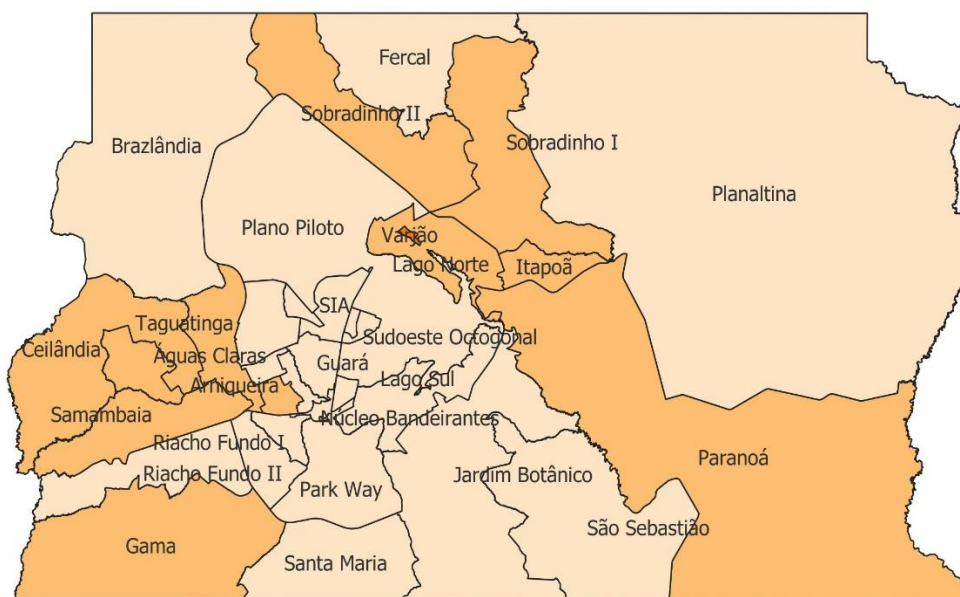 Fercal
Sobradinho II
Sobradinho I
Brazlândia
Planaltina
Plano Piloto
Varjão
Lago Norte
Itapoã
SIA
Taguatinga
Ceilândia
Sudoeste Octogonal
Águas Claras
Guará
Lago Sul
Arniqueira
Samambaia
Núcleo Bandeirantes
Riacho Fundo I
Paranoá
Riacho Fundo II
Jardim Botânico
Park Way
São Sebastião
Gama
Santa Maria